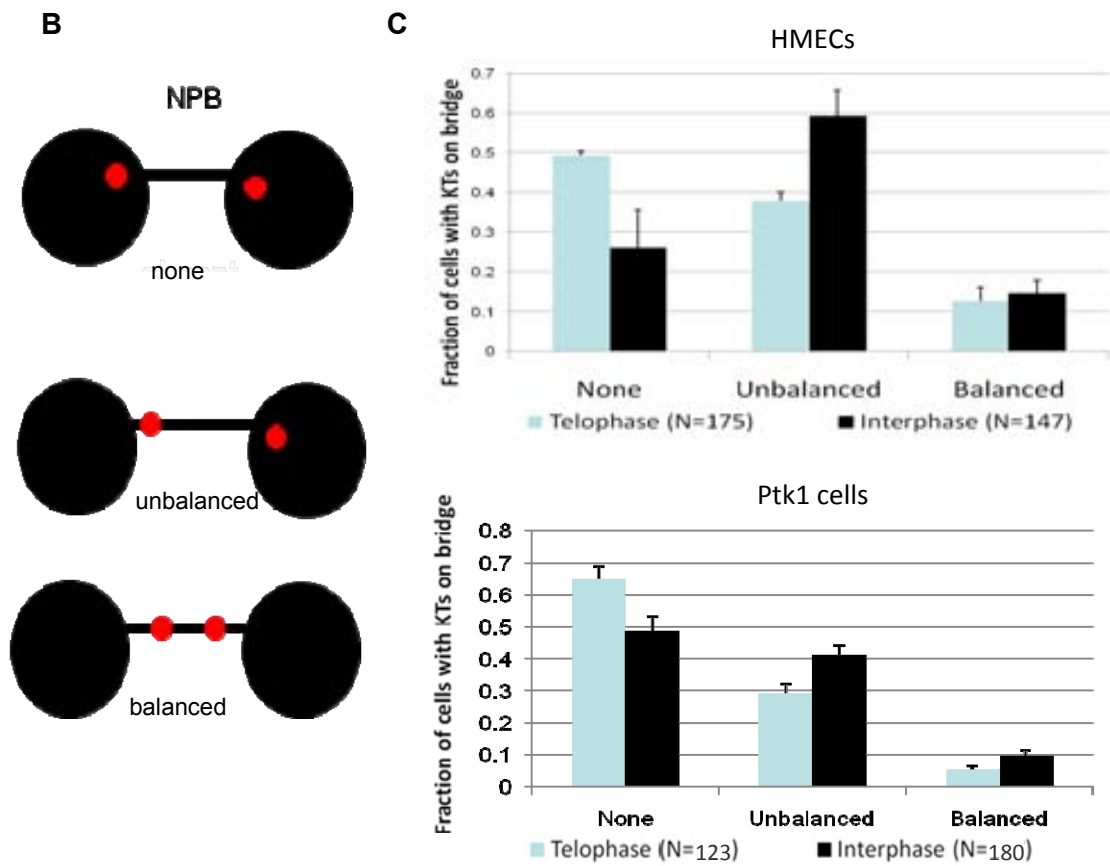 B
NPB
none
unbalanced
balanced
C
HMECs
Fraction of cells with KTs on bridge
0.7
0.6
0.5
0.4
0.3
0.2
0.1
0
None Unbalanced Balanced
Telophase (N=175) Interphase (N=147)
Ptk1 cells
Fraction of cells with KTs on bridge
0.8
0.7
0.6
0.5
0.4
0.3
0.2
0.1
0
None Unbalanced Balanced
Telophase (N=123) Interphase (N=180)